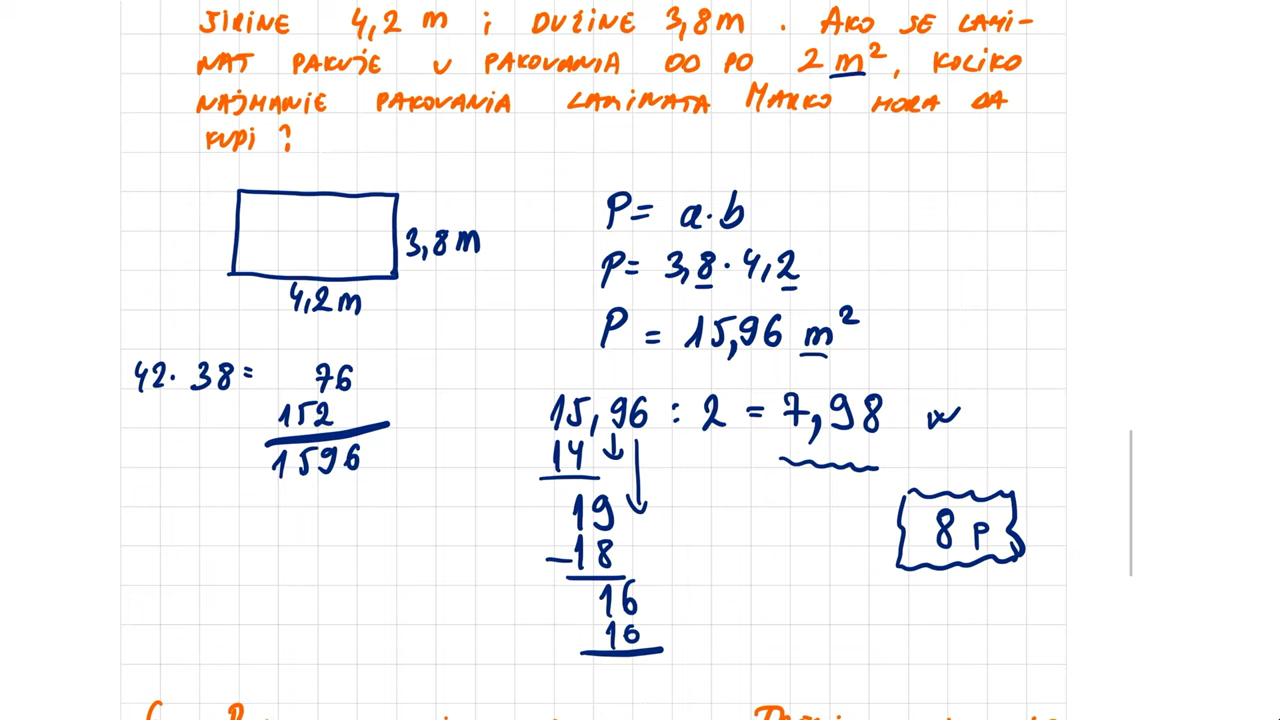 ŠIRINE 4,2 m i DUŽINE 3,8m . AKO SE LAMI-
NAT PAKUJE U PAKOVANJA OD PO 2 m², KOLIKO
NAJMANJE PAKOVANJA LAMINATA MARKO MORA DA
KUPI ?
3,8 m
4,2 m
P = a · b
P = 3,8 · 4,2
P = 15,96 m²
42 · 38 = 76
152
1596
15,96 : 2 = 7,98
14
19
-18
16
16
8 P